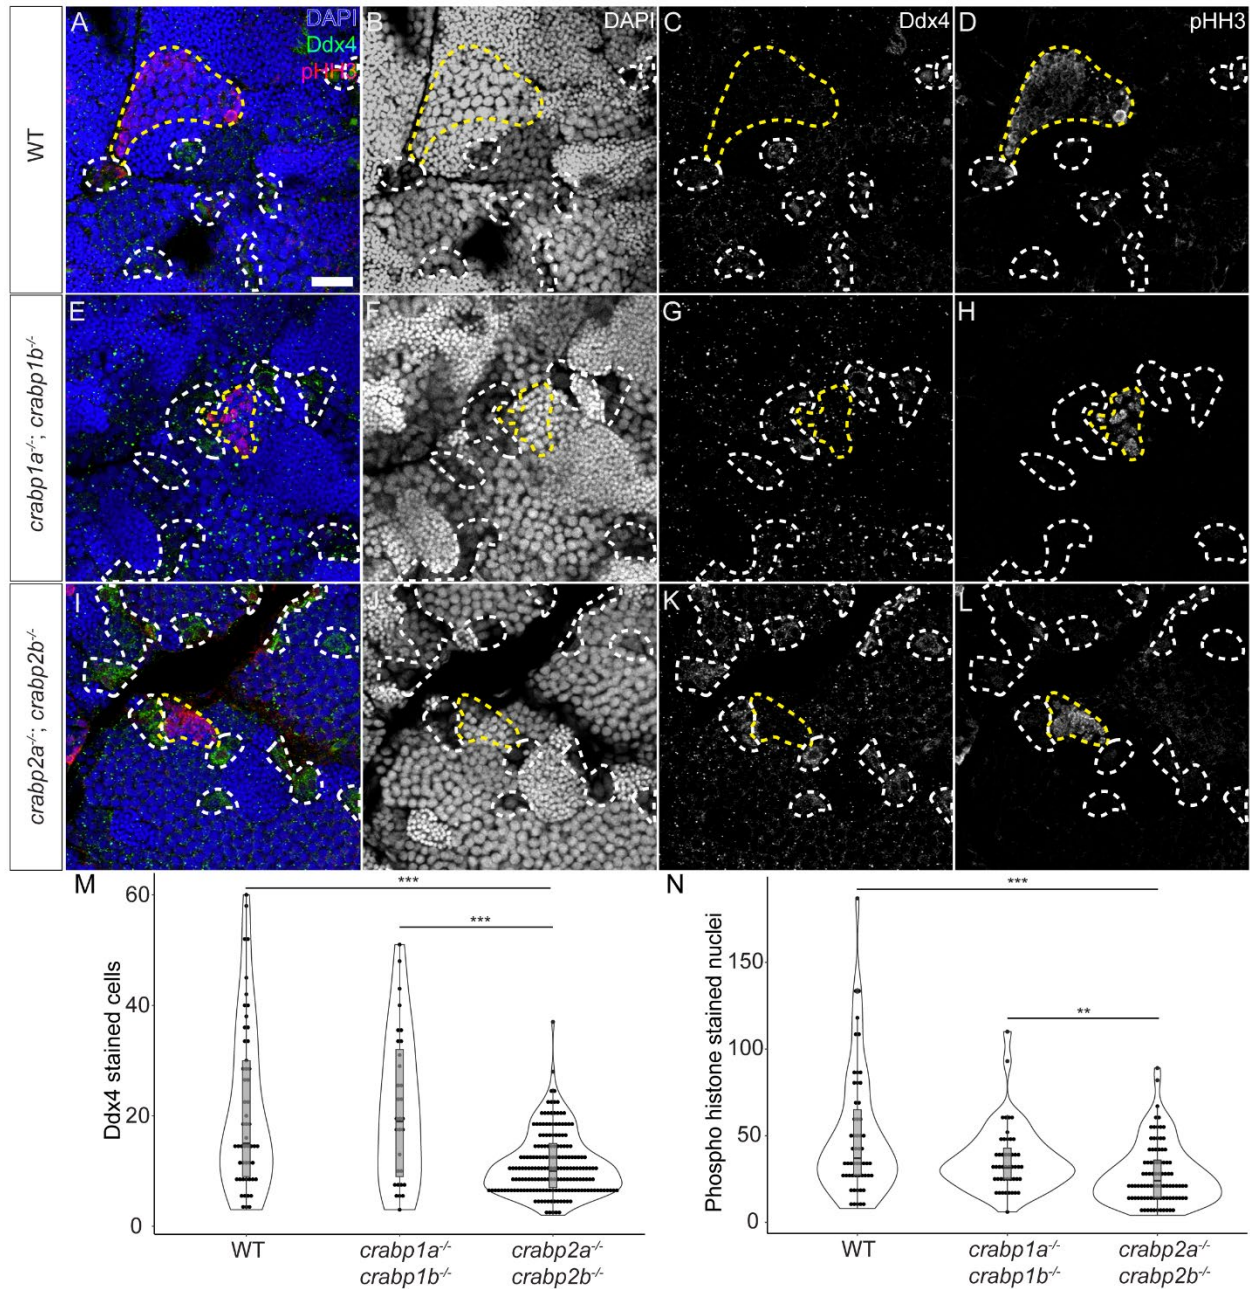 A
DAPI
Ddx4
pHH3
B
DAPI
C
Ddx4
D
pHH3
WT
E
F
G
H
crabp1a⁻/⁻; crabp1b⁻/⁻
I
J
K
L
crabp2a⁻/⁻; crabp2b⁻/⁻
M
***
***
60
40
20
0
Ddx4 stained cells
WT
crabp1a⁻/⁻
crabp1b⁻/⁻
crabp2a⁻/⁻
crabp2b⁻/⁻
N
***
**
150
100
50
0
Phospho histone stained nuclei
WT
crabp1a⁻/⁻
crabp1b⁻/⁻
crabp2a⁻/⁻
crabp2b⁻/⁻